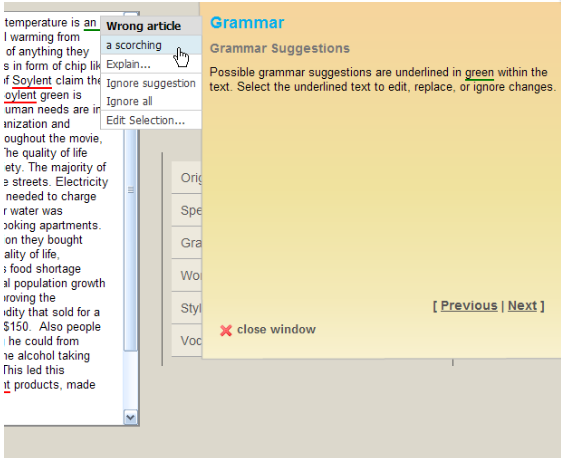 temperature is an
warming from
of anything they
s in form of chip lik
of Soylent claim the
oylent green is
uman needs are in
anization and
oughout the movie,
The quality of life
ety. The majority of
e streets. Electricity
needed to charge
r water was
ooking apartments.
on they bought
ality of life,
s food shortage
al population growth
proving the
odity that sold for a
$150. Also people
he could from
he alcohol taking
This led this
nt products, made
Wrong article
a scorching
Explain...
Ignore suggestion
Ignore all
Edit Selection...
Orig
Spe
Gra
Wo
Styl
Voc
Grammar
Grammar Suggestions
Possible grammar suggestions are underlined in green within the
text. Select the underlined text to edit, replace, or ignore changes.
[ Previous | Next ]
close window